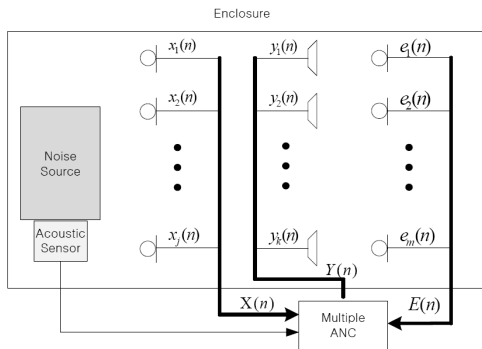 Enclosure
x₁(n) y₁(n) e₁(n)
x₂(n) y₂(n) e₂(n)
Noise
Source
Acoustic
Sensor
xⱼ(n) yₖ(n) eₘ(n)
Y(n)
X(n) E(n)
Multiple
ANC